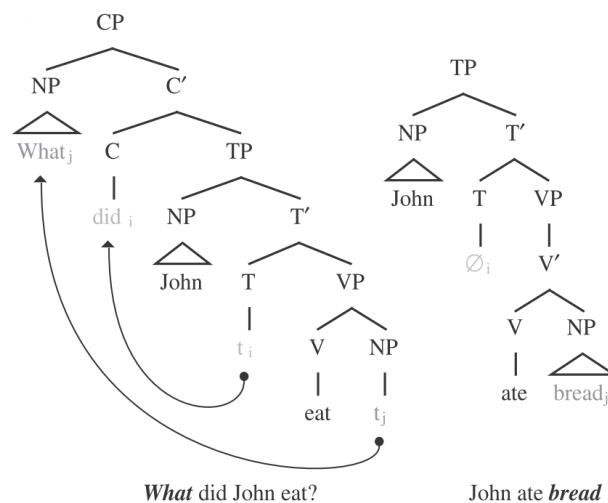 CP
NP C′
TP
What j C TP
NP T′
did i NP T′
John T VP
John T VP
∅ i V′
t i V NP
V NP
eat t j
ate bread j
What did John eat? John ate bread